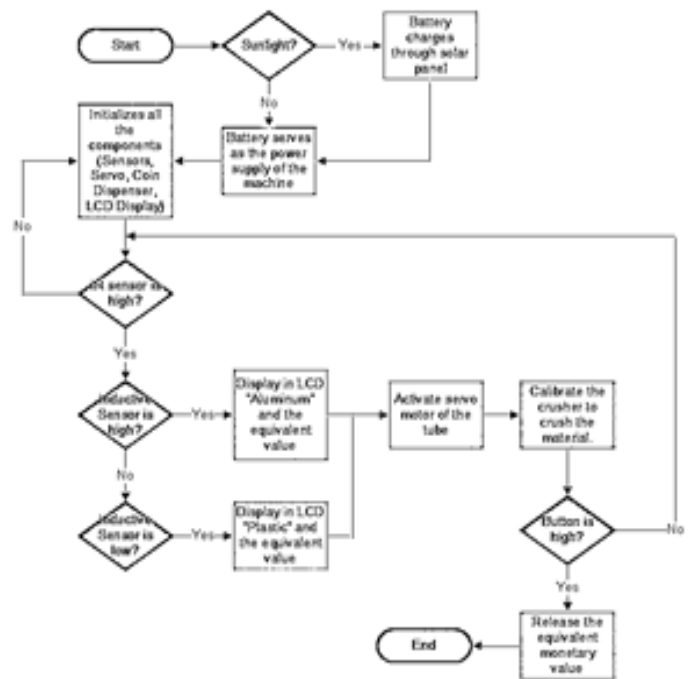 Start
Sunlight?
Yes
Battery
charges
through solar
panel
No
Initializes all
the
components
(Sensors,
Servo, Coin
Dispenser,
LCD Display)
Battery serves
as the power
supply of the
machine
No
IR sensor is
high?
Yes
Inductive
Sensor is
high?
Yes
Display in LCD
"Aluminum"
and the
equivalent
value
Activate servo
motor of the
tube
Calibrate the
crusher to
crush the
material.
No
Inductive
Sensor is
low?
Yes
Display in LCD
"Plastic" and
the equivalent
value
Button is
high?
No
Yes
Release the
equivalent
monetary
value
End